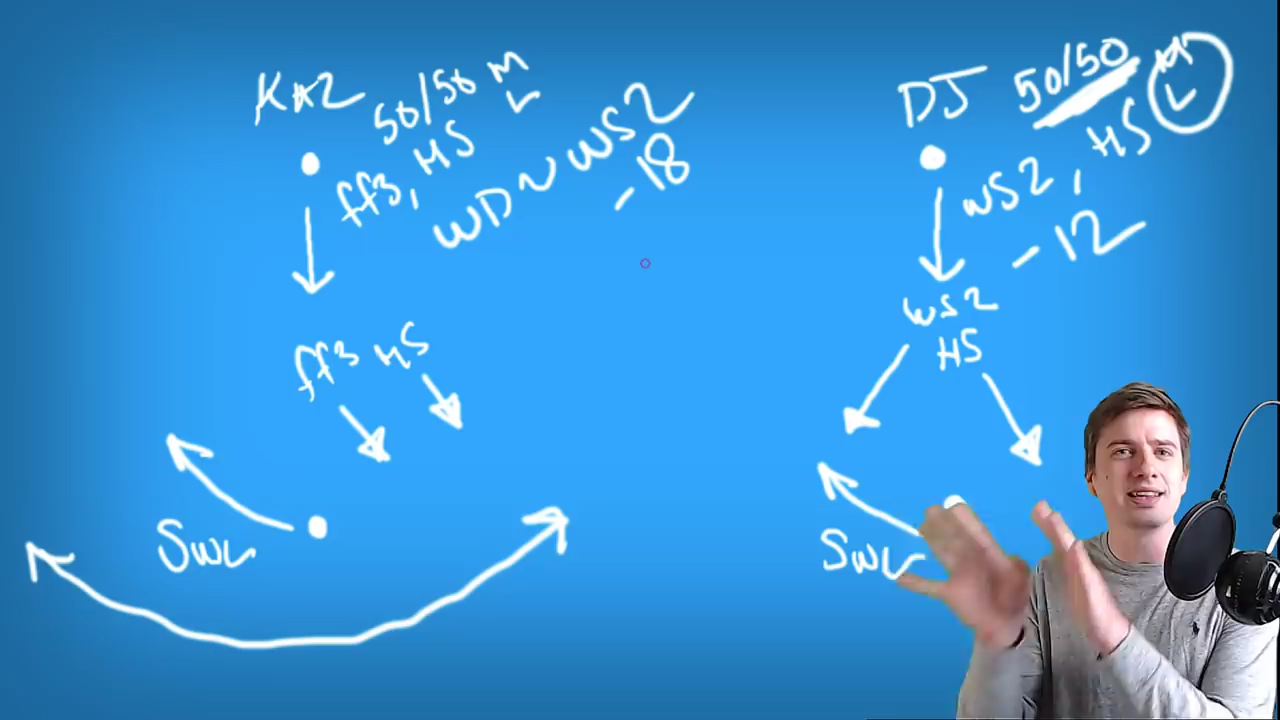 KAZ
50/50 M
L
ff3, HS
WD ~ WS2
-18
ff3 HS
SWL
DJ
50/50 M
L
WS2, HS
-12
WS2
HS
SWL